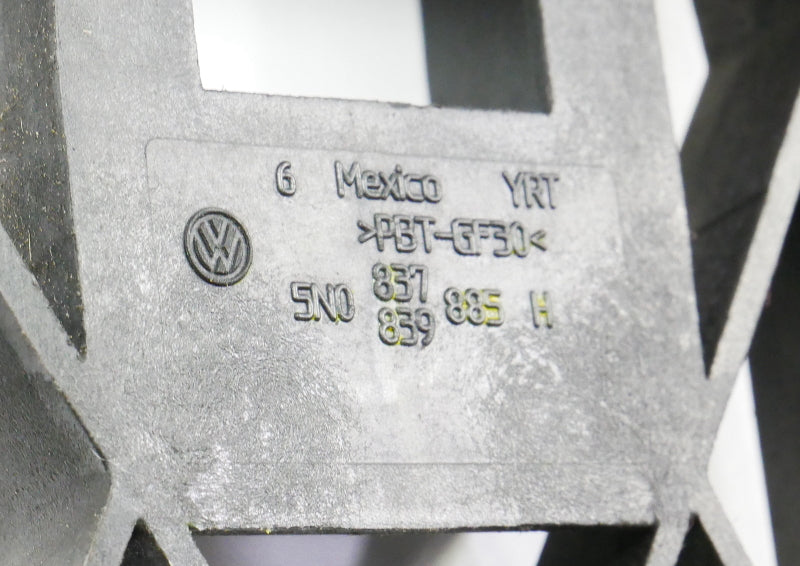 6 Mexico YRT
>PBT-GF30<
837
5N0 885 H
839